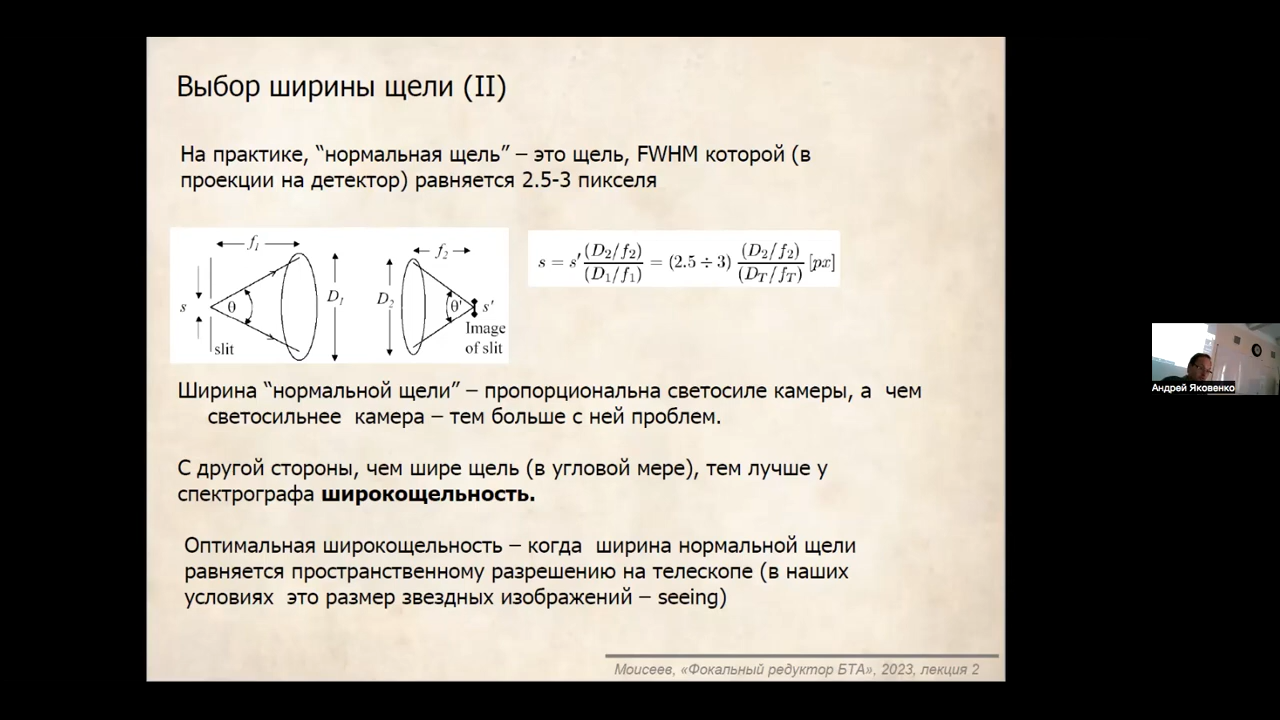 Выбор ширины щели (II)
На практике, “нормальная щель” – это щель, FWHM которой (в
проекции на детектор) равняется 2.5-3 пикселя
f₁
f₂
s
θ
D₁
D₂
θ'
s'
slit
Image
of slit
s = s' (D₂/f₂)/(D₁/f₁) = (2.5 ÷ 3) (D₂/f₂)/(D_T/f_T) [px]
Ширина “нормальной щели” – пропорциональна светосиле камеры, а чем
светосильнее камера – тем больше с ней проблем.
С другой стороны, чем шире щель (в угловой мере), тем лучше у
спектрографа широкощельность.
Оптимальная широкощельность – когда ширина нормальной щели
равняется пространственному разрешению на телескопе (в наших
условиях это размер звездных изображений – seeing)
Моисеев, «Фокальный редуктор БТА», 2023, лекция 2
Андрей Яковенко